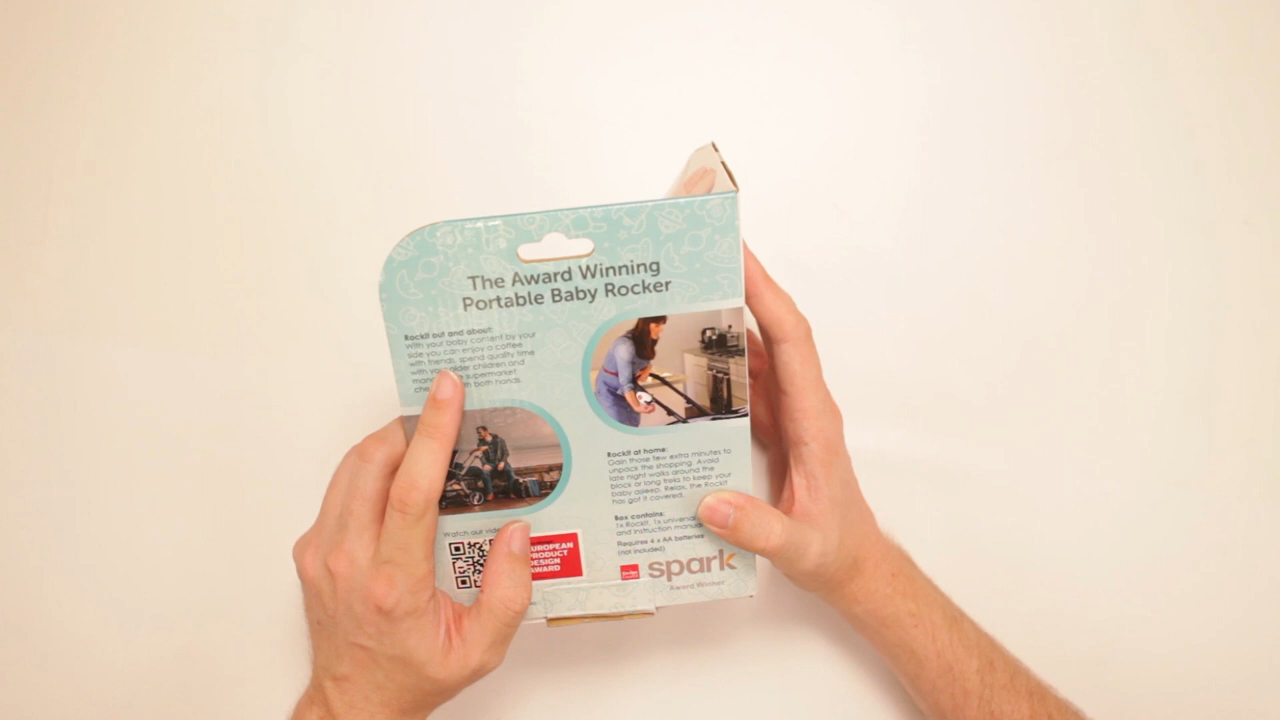 The Award Winning
Portable Baby Rocker
Rockit out and about:
With your baby content by your
side you can enjoy a coffee
with friends, spend quality time
with your older children and
supermarket
both hands.
Rockit at home:
Gain those few extra minutes to
unpack the shopping. Avoid
late night walks around the
block or long treks to keep your
baby asleep. Relax, the Rockit
has got it covered.
Box contains:
1x Rockit, 1x universal
and instruction manual
Requires 4 x AA batteries
(not included)
Watch our
EUROPEAN
PRODUCT
DESIGN
AWARD
spark
Award Winner